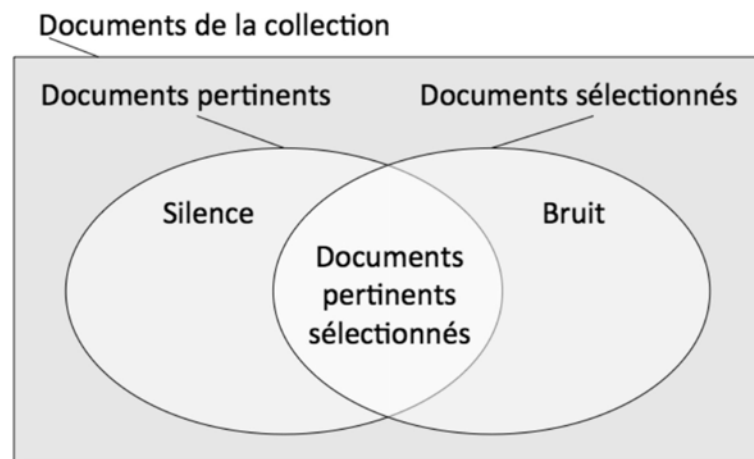 Documents de la collection
Documents pertinents
Documents sélectionnés
Silence
Bruit
Documents
pertinents
sélectionnés